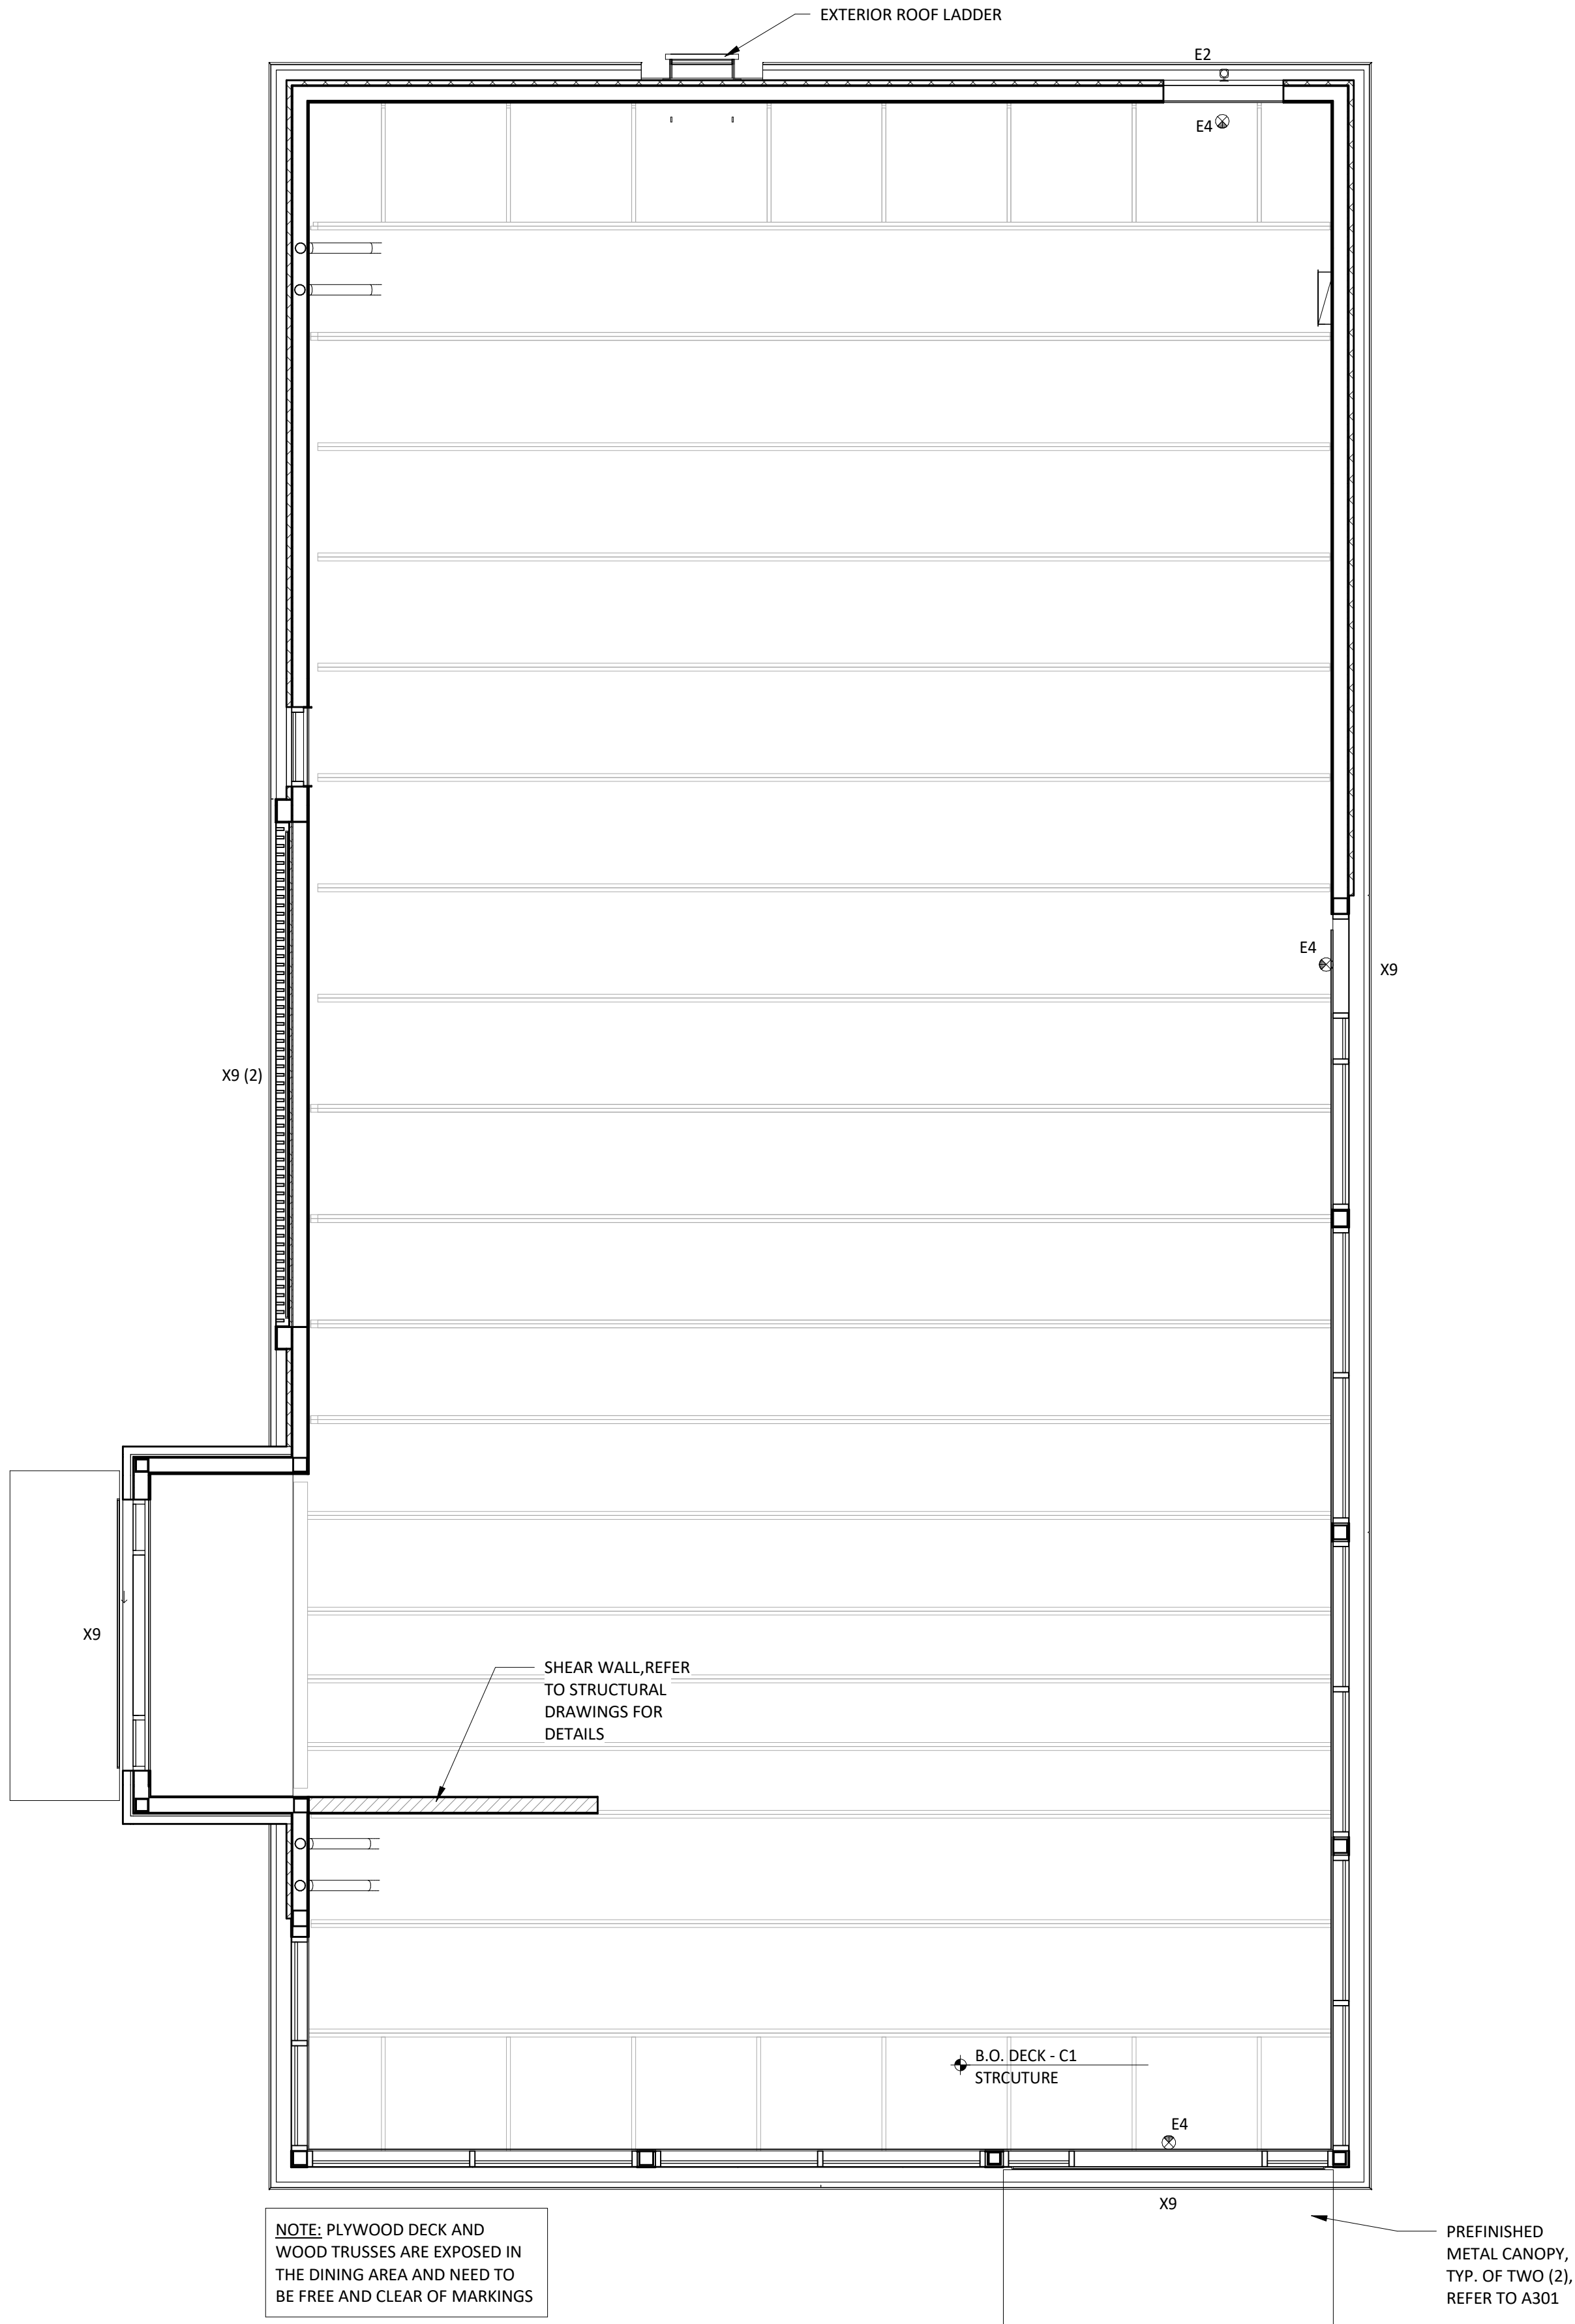 EXTERIOR ROOF LADDER
E2
E4
E4
X9
X9 (2)
X9
SHEAR WALL,REFER
TO STRUCTURAL
DRAWINGS FOR
DETAILS
B.O. DECK - C1
STRCUTURE
E4
X9
NOTE: PLYWOOD DECK AND
WOOD TRUSSES ARE EXPOSED IN
THE DINING AREA AND NEED TO
BE FREE AND CLEAR OF MARKINGS
PREFINISHED
METAL CANOPY,
TYP. OF TWO (2),
REFER TO A301